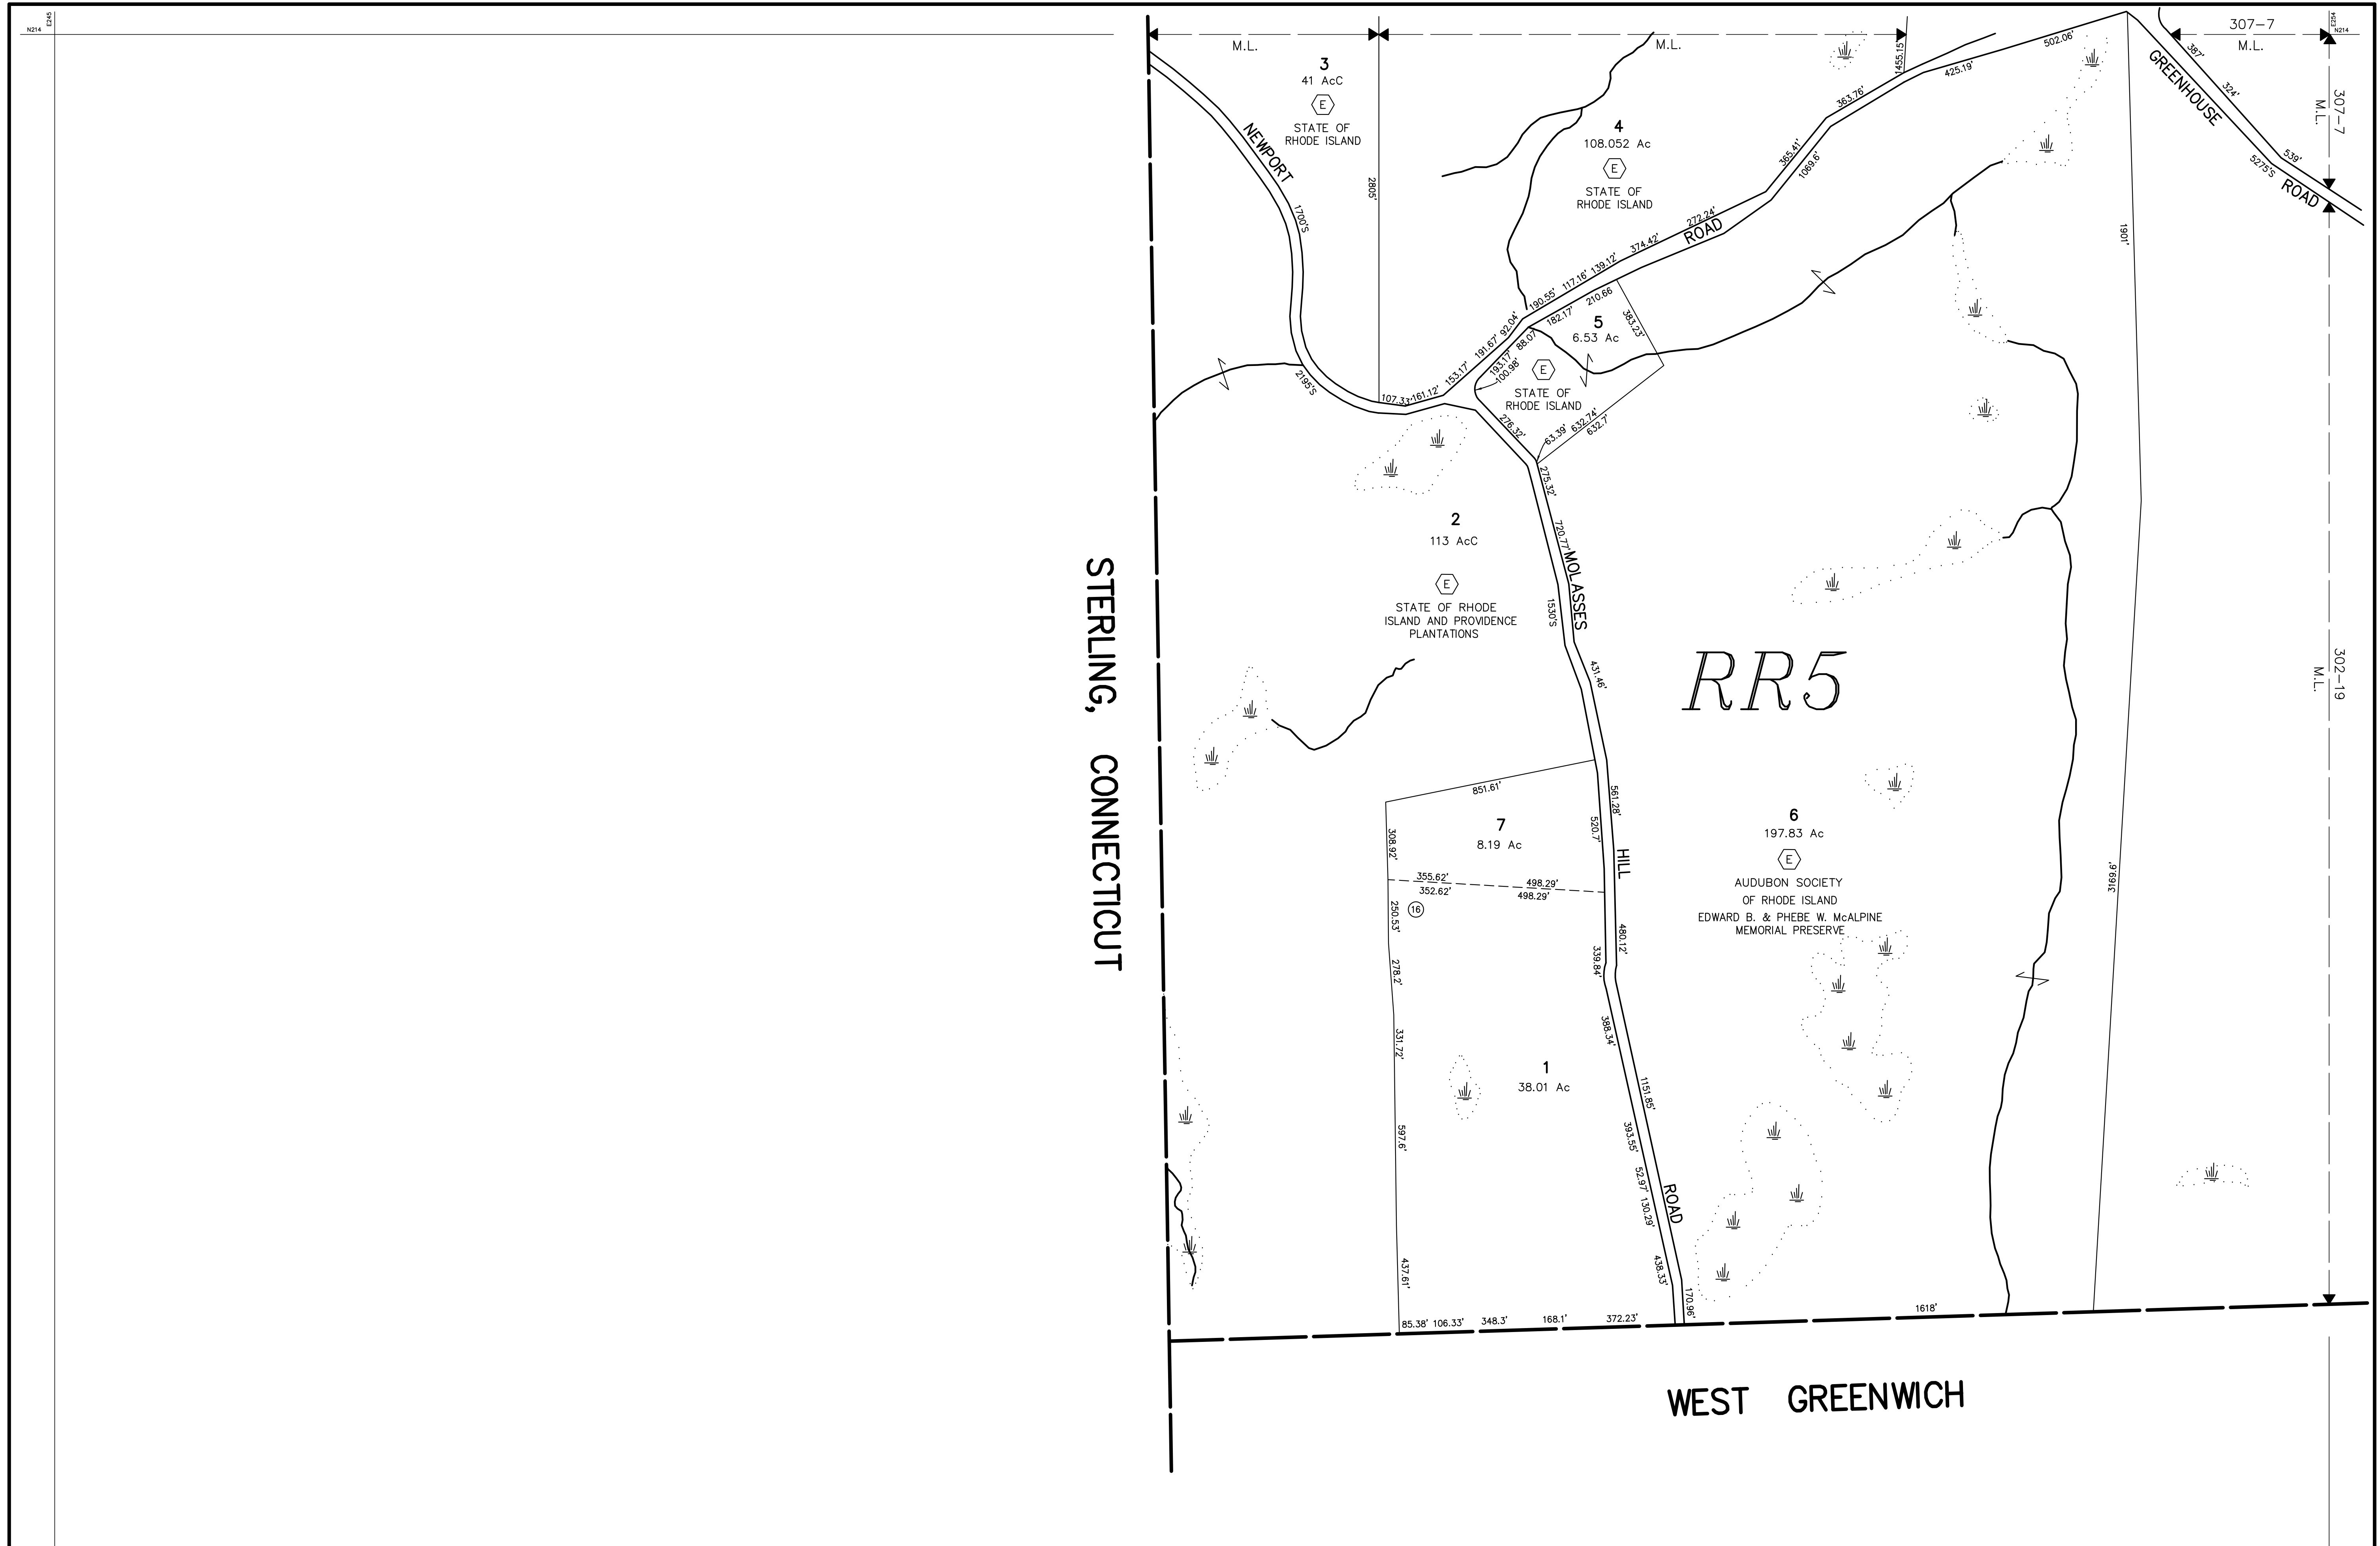 N214
E245
M.L.
M.L.
307-7
M.L.
E254
N214
3
41 AcC
E
STATE OF
RHODE ISLAND
NEWPORT
1700'S
2195'S
2805'
4
108.052 Ac
E
STATE OF
RHODE ISLAND
1455.15'
502.06'
425.19'
363.76'
365.41'
1069.6'
272.24'
ROAD
374.42'
139.12'
117.16'
190.55'
92.04'
191.67'
153.17'
161.12'
107.33'
210.66
182.17'
88.07'
193.17'
100.98'
GREENHOUSE
ROAD
387'
324'
539'
5275'S
307-7
M.L.
1901'
5
6.53 Ac
E
STATE OF
RHODE ISLAND
383.23'
276.32'
63.39'
632.74'
632.7'
275.32'
720.77'
2
113 AcC
E
STATE OF RHODE
ISLAND AND PROVIDENCE
PLANTATIONS
MOLASSES
HILL
ROAD
1530'S
431.46'
STERLING, CONNECTICUT
RR5
302-19
M.L.
851.61'
561.28'
520.7'
7
8.19 Ac
308.92'
355.62'
498.29'
352.62'
498.29'
16
250.53'
278.2'
331.72'
597.6'
437.61'
480.12'
339.84'
388.34'
1151.85'
393.55'
52.97'
130.29'
438.33'
170.96'
6
197.83 Ac
E
AUDUBON SOCIETY
OF RHODE ISLAND
EDWARD B. & PHEBE W. McALPINE
MEMORIAL PRESERVE
3169.6'
1
38.01 Ac
85.38' 106.33' 348.3' 168.1' 372.23'
1618'
WEST GREENWICH